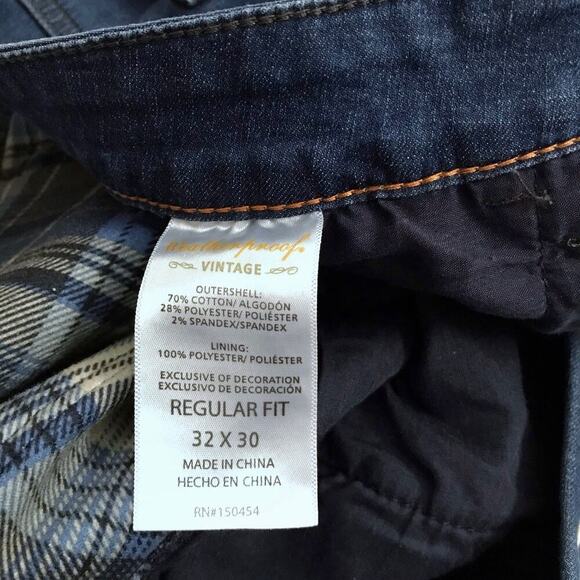 weatherproof®
VINTAGE
OUTERSHELL:
70% COTTON/ ALGODÓN
28% POLYESTER/ POLIÉSTER
2% SPANDEX/SPANDEX
LINING:
100% POLYESTER/ POLIÉSTER
EXCLUSIVE OF DECORATION
EXCLUSIVO DE DECORACIÓN
REGULAR FIT
32 X 30
MADE IN CHINA
HECHO EN CHINA
RN#150454